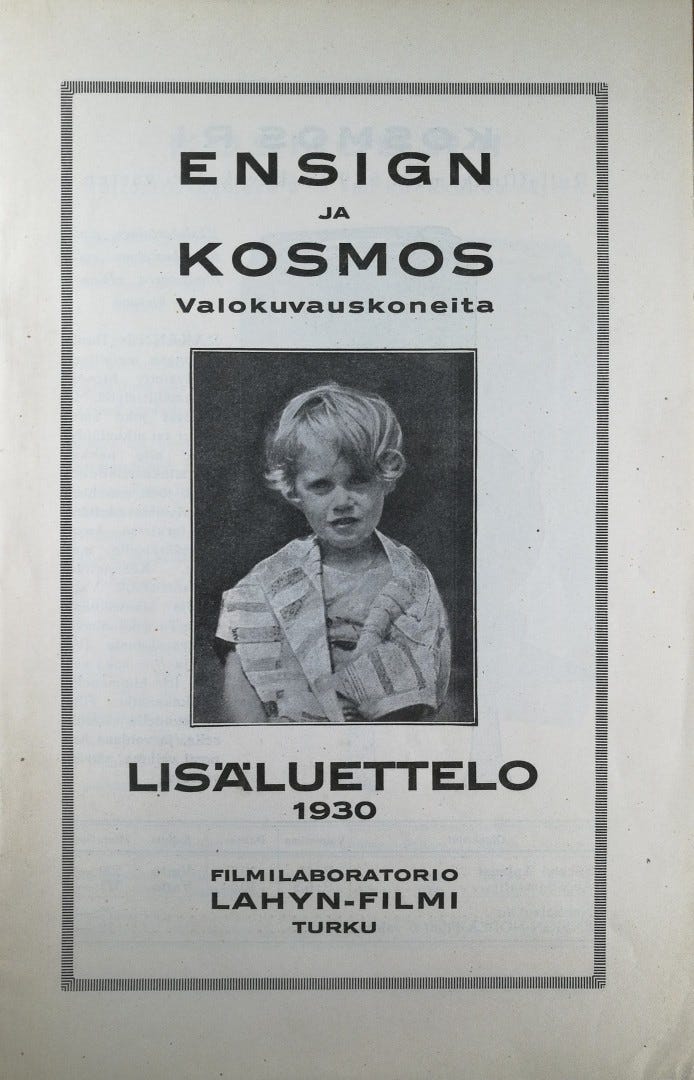 ENSIGN
JA
KOSMOS
Valokuvauskoneita
LISÄLUETTELO
1930
FILMILABORATORIO
LAHYN-FILMI
TURKU